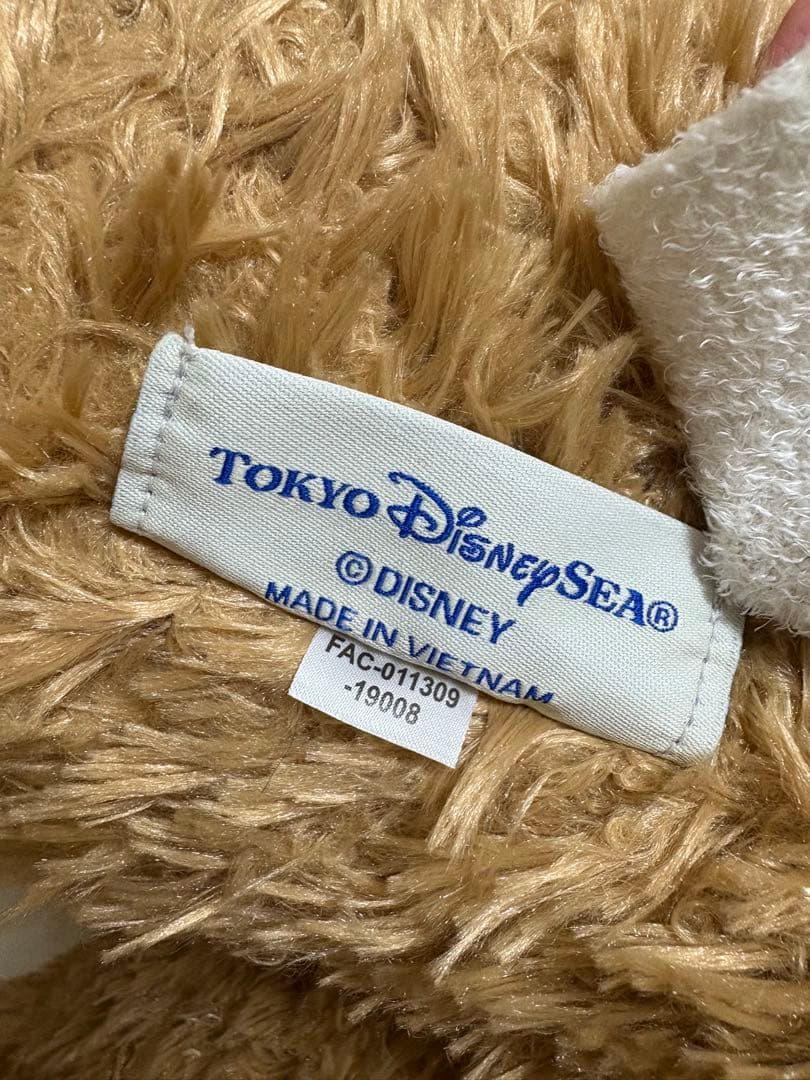 TOKYO DISNEYSEA®
©DISNEY
MADE IN VIETNAM
FAC-011309
-19008